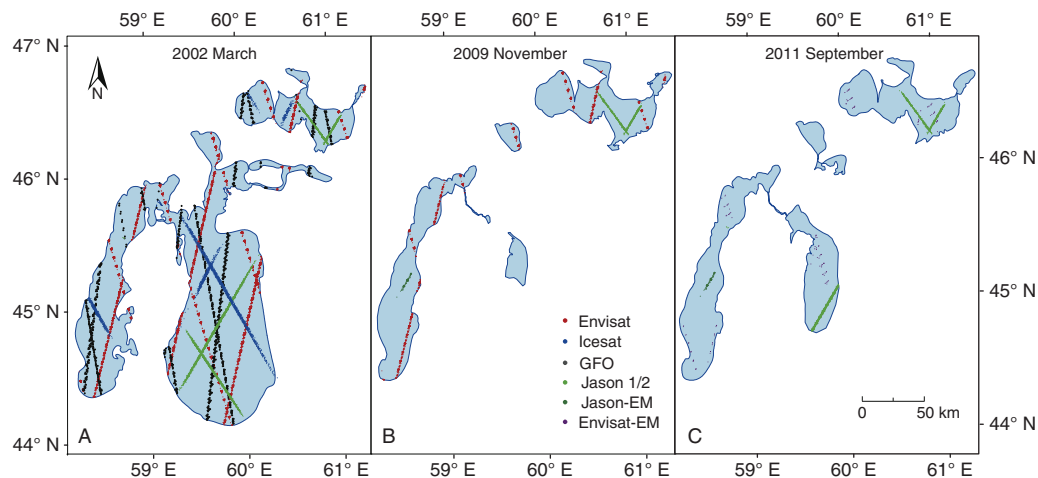 59° E 60° E 61° E 59° E 60° E 61° E 59° E 60° E 61° E
47° N
2002 March
2009 November
2011 September
N
46° N
46° N
45° N
45° N
Envisat
Icesat
GFO
Jason 1/2
Jason-EM
Envisat-EM
0 50 km
44° N
44° N
A
B
C
59° E 60° E 61° E 59° E 60° E 61° E 59° E 60° E 61° E